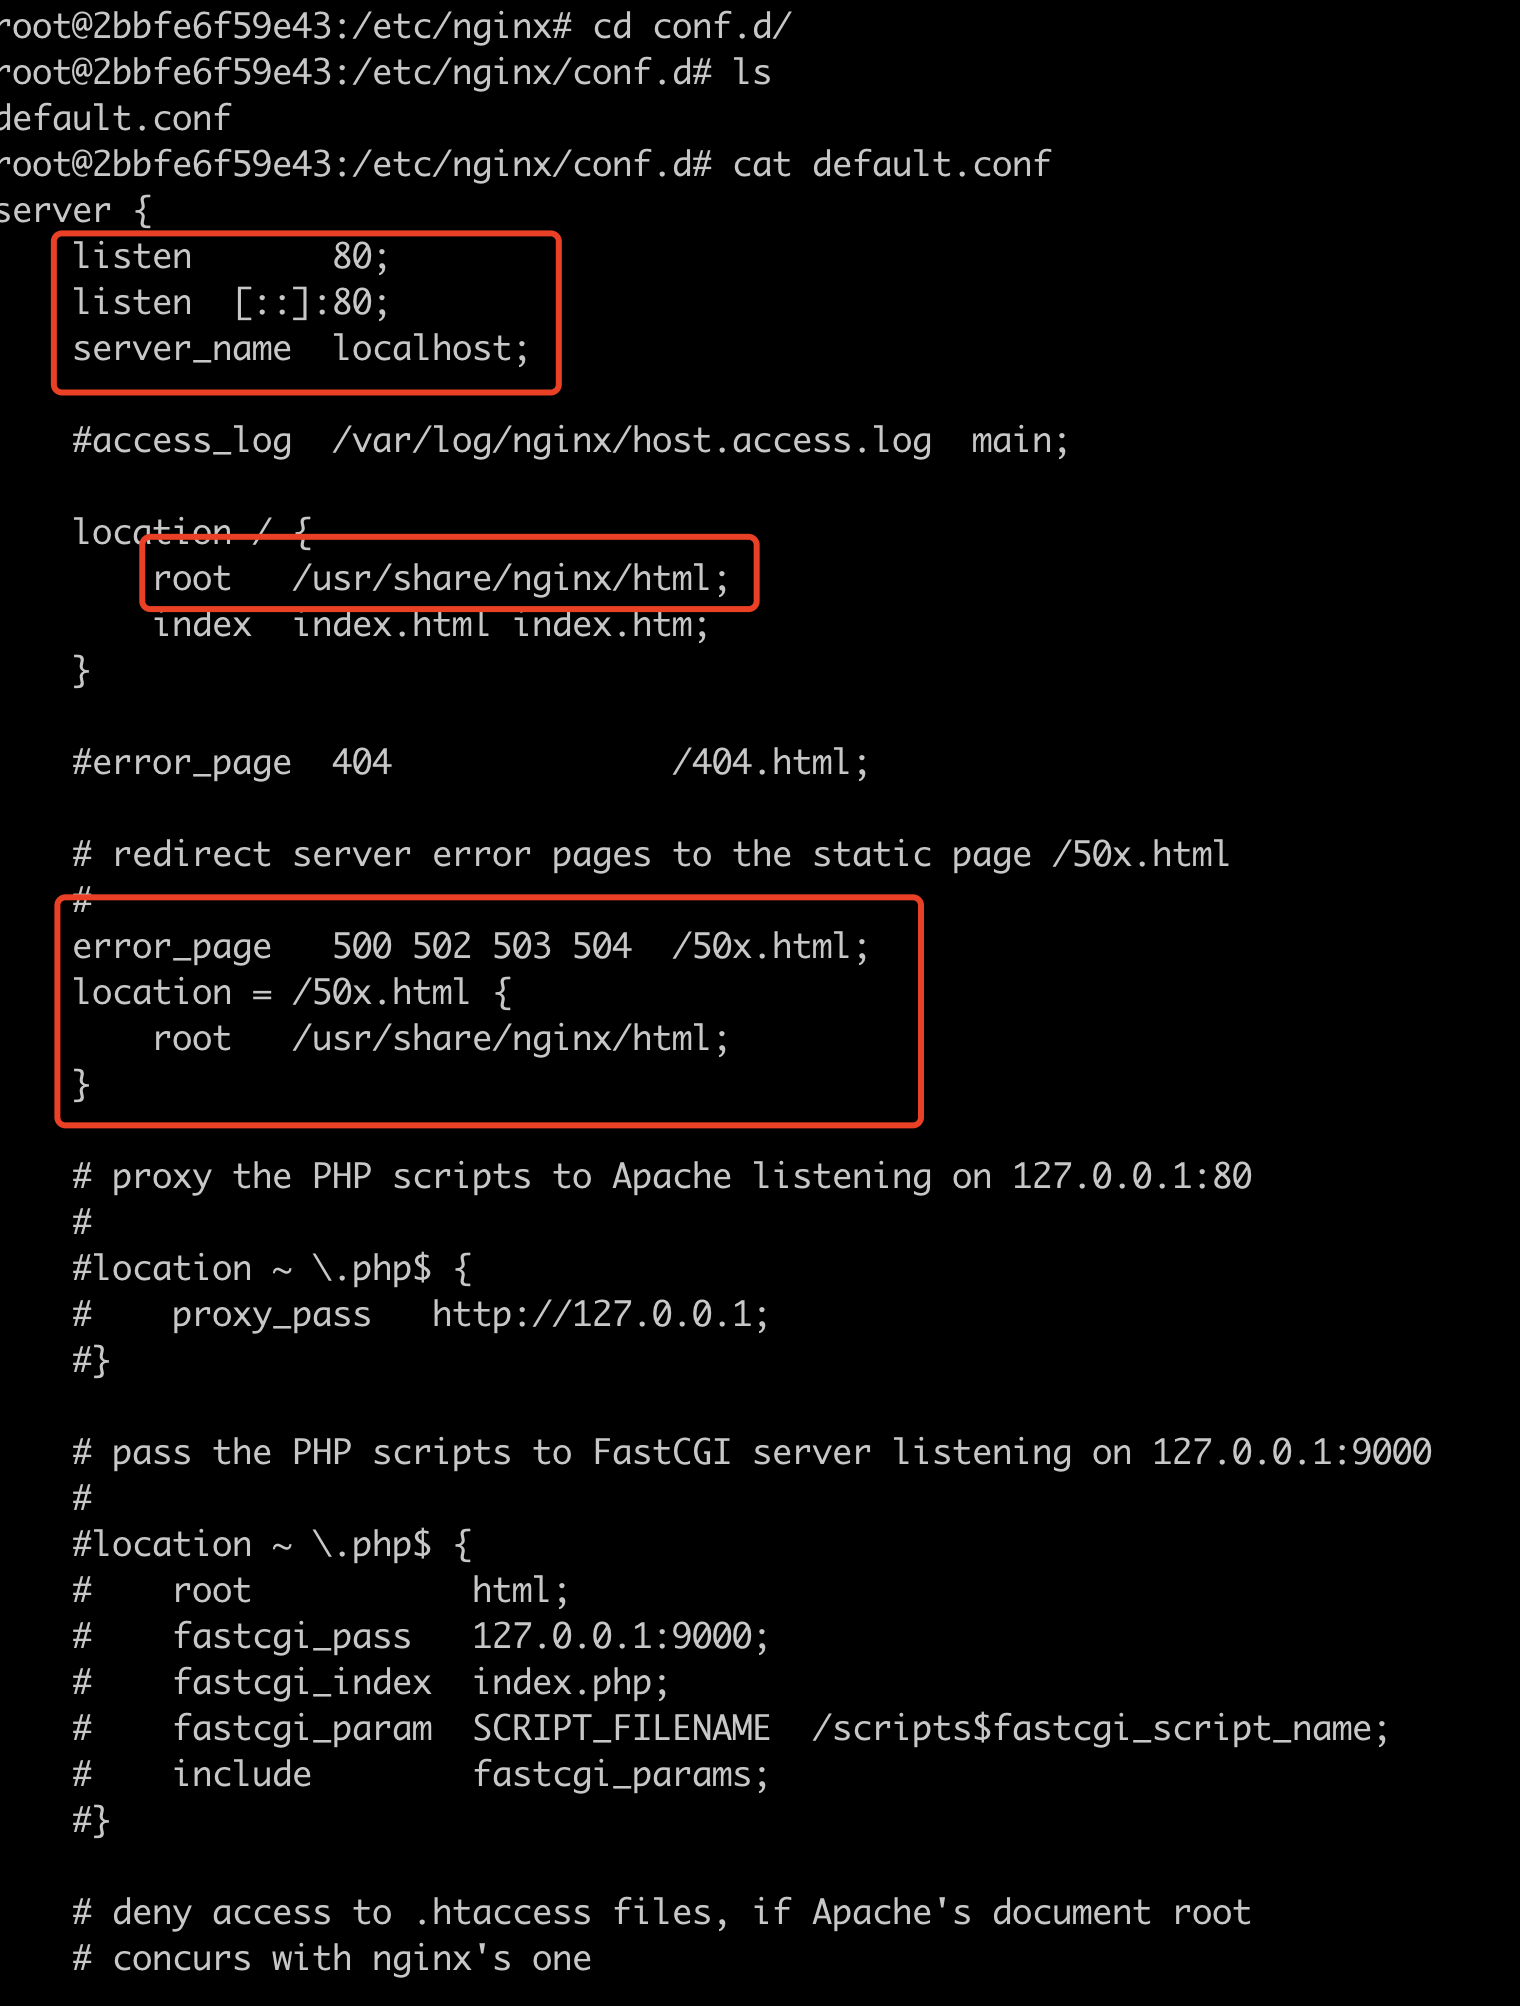 root@2bbfe6f59e43:/etc/nginx# cd conf.d/
root@2bbfe6f59e43:/etc/nginx/conf.d# ls
default.conf
root@2bbfe6f59e43:/etc/nginx/conf.d# cat default.conf
server {
    listen       80;
    listen  [::]:80;
    server_name  localhost;

    #access_log  /var/log/nginx/host.access.log  main;

    location / {
        root   /usr/share/nginx/html;
        index  index.html index.htm;
    }

    #error_page  404              /404.html;

    # redirect server error pages to the static page /50x.html
    #
    error_page   500 502 503 504  /50x.html;
    location = /50x.html {
        root   /usr/share/nginx/html;
    }

    # proxy the PHP scripts to Apache listening on 127.0.0.1:80
    #
    #location ~ \.php$ {
    #    proxy_pass   http://127.0.0.1;
    #}

    # pass the PHP scripts to FastCGI server listening on 127.0.0.1:9000
    #
    #location ~ \.php$ {
    #    root           html;
    #    fastcgi_pass   127.0.0.1:9000;
    #    fastcgi_index  index.php;
    #    fastcgi_param  SCRIPT_FILENAME  /scripts$fastcgi_script_name;
    #    include        fastcgi_params;
    #}

    # deny access to .htaccess files, if Apache's document root
    # concurs with nginx's one